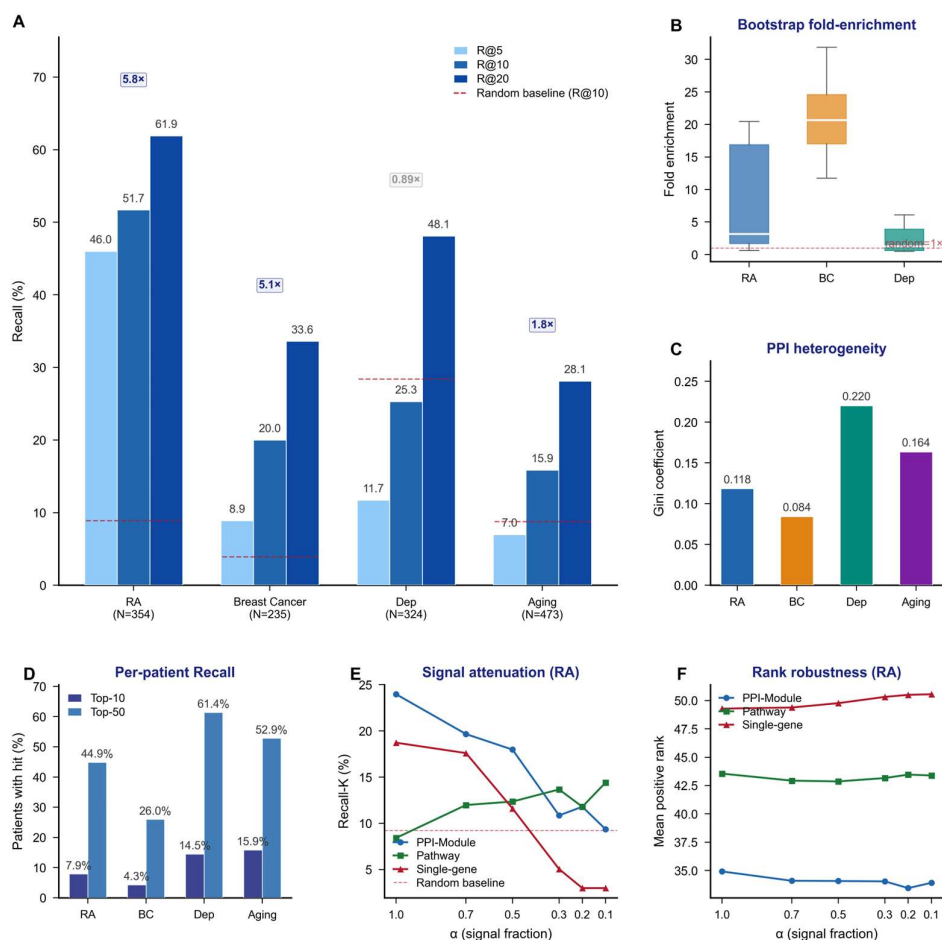 A
R@5
R@10
R@20
Random baseline (R@10)
Recall (%)
70
60
50
40
30
20
10
0
5.8×
5.1×
0.89×
1.8×
46.0
51.7
61.9
8.9
20.0
33.6
11.7
25.3
48.1
7.0
15.9
28.1
RA
(N=354)
Breast Cancer
(N=235)
Dep
(N=324)
Aging
(N=473)
B
Bootstrap fold-enrichment
Fold enrichment
30
25
20
15
10
5
0
random=1×
RA
BC
Dep
C
PPI heterogeneity
Gini coefficient
0.25
0.20
0.15
0.10
0.05
0.00
0.118
0.084
0.220
0.164
RA
BC
Dep
Aging
D
Per-patient Recall
Top-10
Top-50
Patients with hit (%)
70
60
50
40
30
20
10
0
7.9%
44.9%
4.3%
26.0%
14.5%
61.4%
15.9%
52.9%
RA
BC
Dep
Aging
E
Signal attenuation (RA)
Recall-K (%)
25
20
15
10
5
PPI-Module
Pathway
Single-gene
Random baseline
1.0
0.7
0.5
0.3
0.2
0.1
α (signal fraction)
F
Rank robustness (RA)
PPI-Module
Pathway
Single-gene
Mean positive rank
50.0
47.5
45.0
42.5
40.0
37.5
35.0
1.0
0.7
0.5
0.3
0.2
0.1
α (signal fraction)